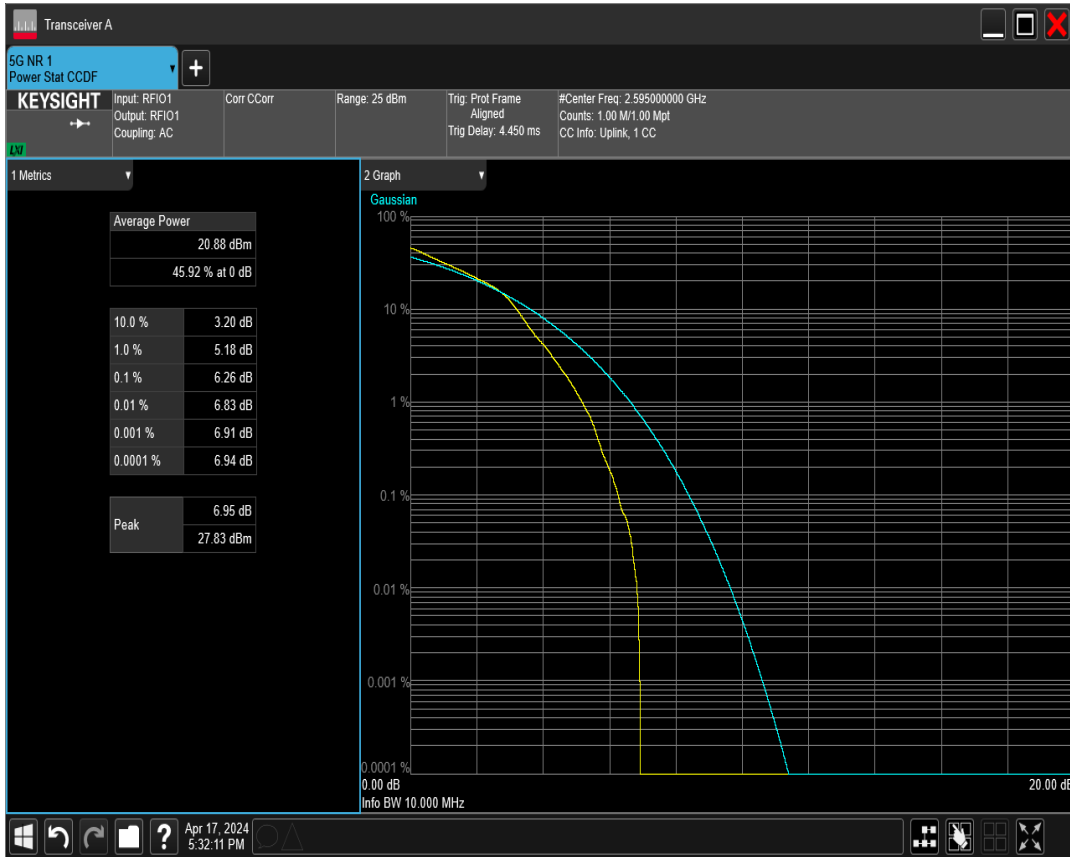 Transceiver A
5G NR 1
Power Stat CCDF
+
KEYSIGHT
LXI
Input: RFIO1
Output: RFIO1
Coupling: AC
Corr CCorr
Range: 25 dBm
Trig: Prot Frame
Aligned
Trig Delay: 4.450 ms
#Center Freq: 2.595000000 GHz
Counts: 1.00 M/1.00 Mpt
CC Info: Uplink, 1 CC
1 Metrics
Average Power
20.88 dBm
45.92 % at 0 dB
10.0 % 3.20 dB
1.0 % 5.18 dB
0.1 % 6.26 dB
0.01 % 6.83 dB
0.001 % 6.91 dB
0.0001 % 6.94 dB
Peak
6.95 dB
27.83 dBm
2 Graph
Gaussian
100 %
10 %
1 %
0.1 %
0.01 %
0.001 %
0.0001 %
0.00 dB 20.00 dB
Info BW 10.000 MHz
?
Apr 17, 2024
5:32:11 PM